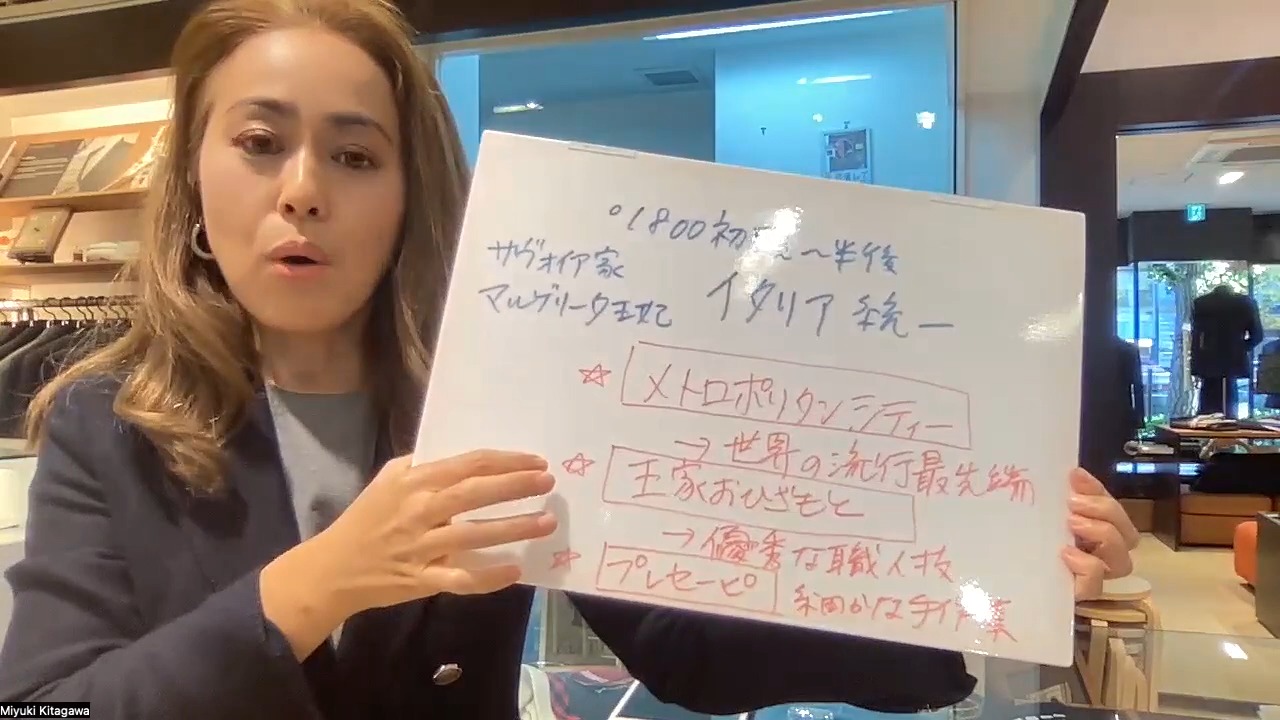 °1800初 〜半後
サヴォイア家
マルゲリータ王妃 イタリア統一
☆ メトロポリタンシティー
→世界の流行最先端
☆ 王家おひざもと
→優秀な職人技
☆ プレセーピオ 細かな手作業
Miyuki Kitagawa